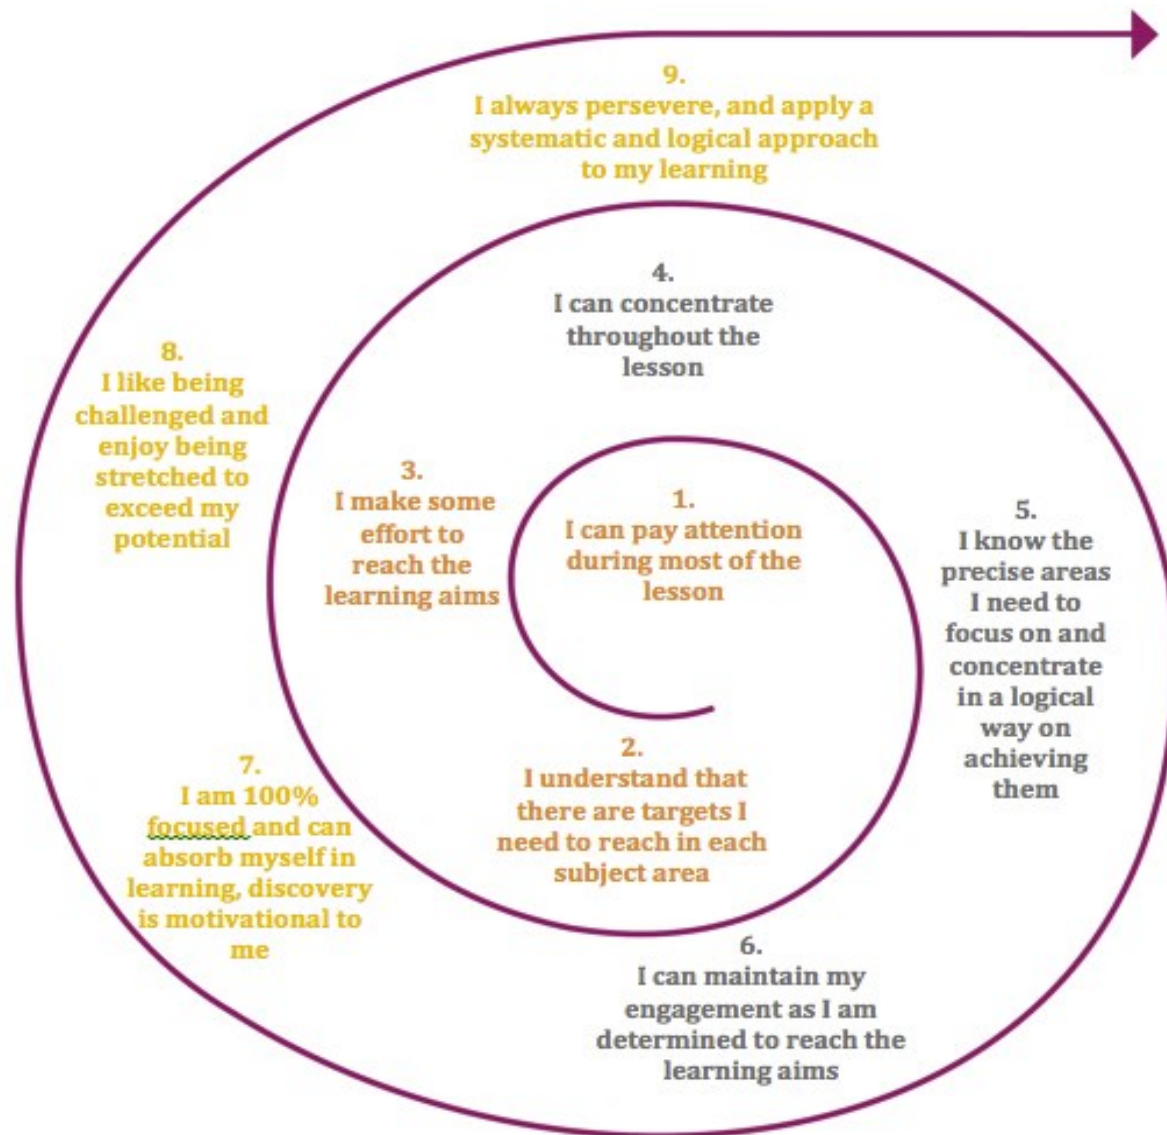 1.
I can pay attention
during most of the
lesson
2.
I understand that
there are targets I
need to reach in each
subject area
3.
I make some
effort to
reach the
learning aims
4.
I can concentrate
throughout the
lesson
5.
I know the
precise areas
I need to
focus on and
concentrate
in a logical
way on
achieving
them
6.
I can maintain my
engagement as I am
determined to reach the
learning aims
7.
I am 100%
focused and can
absorb myself in
learning, discovery
is motivational to
me
8.
I like being
challenged and
enjoy being
stretched to
exceed my
potential
9.
I always persevere, and apply a
systematic and logical approach
to my learning